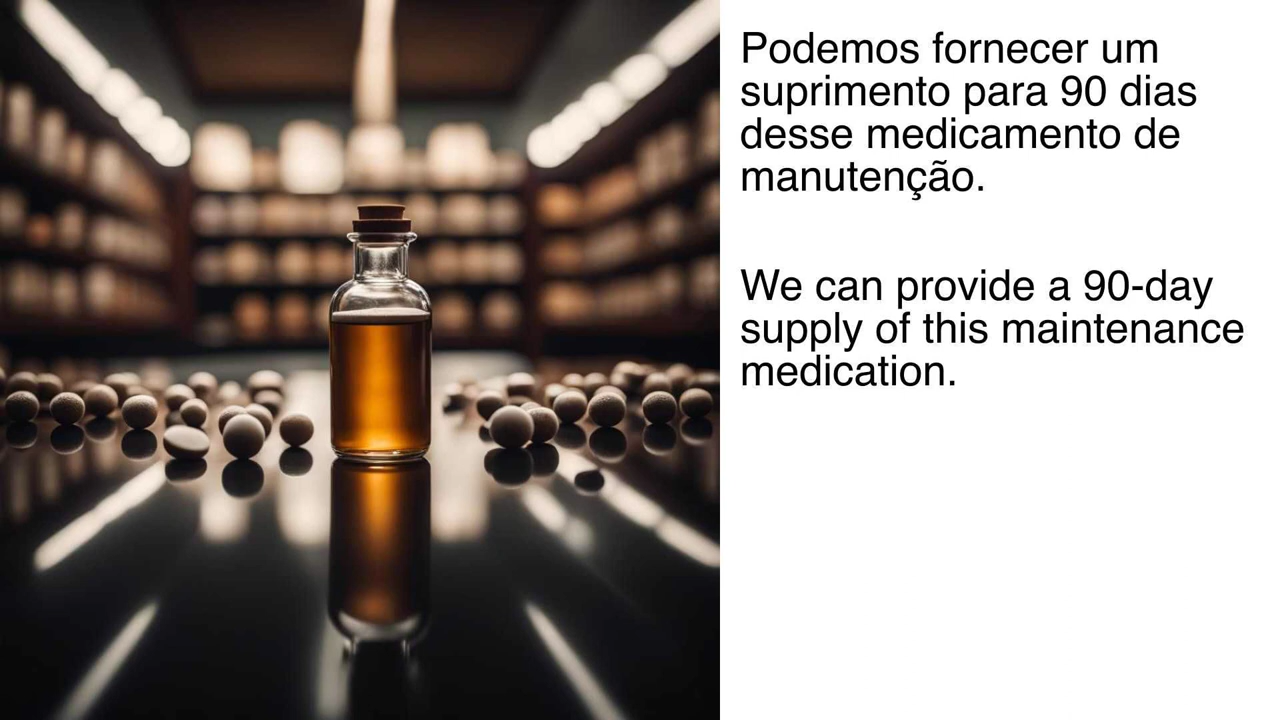 Podemos fornecer um
suprimento para 90 dias
desse medicamento de
manutenção.
We can provide a 90-day
supply of this maintenance
medication.